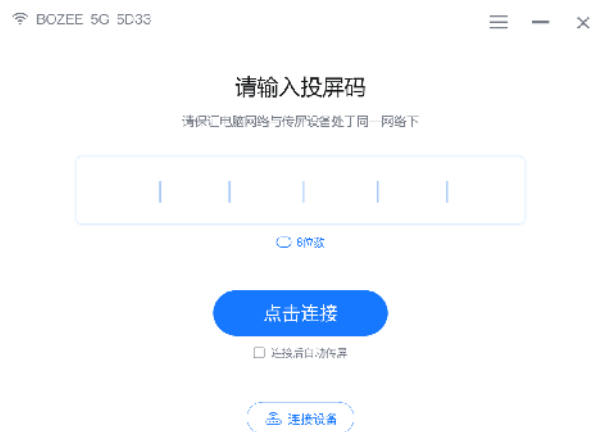 BOZEE 5G 5D33
请输入投屏码
请保证电脑网络与传屏设备处于同一网络下
6位数
点击连接
连接后自动传屏
连接设备